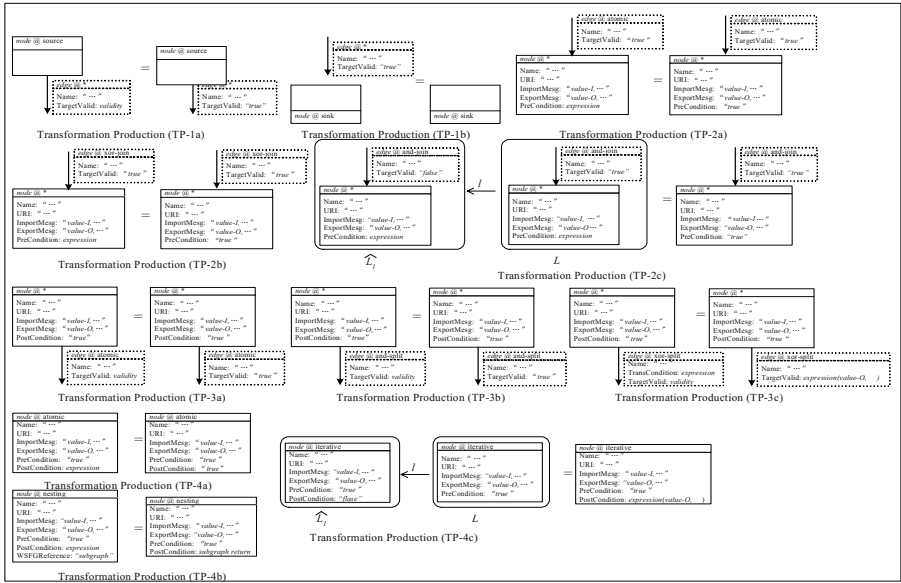 node @ source
edge @ *
Name: "···"
TargetValid: validity
=
node @ source
edge @ *
Name: "···"
TargetValid: "true"
Transformation Production (TP-1a)
edge @ *
Name: "···"
TargetValid: "true"
node @ sink
=
node @ sink
Transformation Production (TP-1b)
edge @ atomic
Name: "···"
TargetValid: "true"
node @ *
Name: "···"
URI: "···"
ImportMesg: "value-I, ···"
ExportMesg: "value-O, ···"
PreCondition: expression
=
edge @ atomic
Name: "···"
TargetValid: "true"
node @ *
Name: "···"
URI: "···"
ImportMesg: "value-I, ···"
ExportMesg: "value-O, ···"
PreCondition: "true"
Transformation Production (TP-2a)
edge @ xor-join
Name: "···"
TargetValid: "true"
node @ *
Name: "···"
URI: "···"
ImportMesg: "value-I, ···"
ExportMesg: "value-O, ···"
PreCondition: expression
=
edge @ xor-join
Name: "···"
TargetValid: "true"
node @ *
Name: "···"
URI: "···"
ImportMesg: "value-I, ···"
ExportMesg: "value-O, ···"
PreCondition: "true"
Transformation Production (TP-2b)
edge @ and-join
Name: "···"
TargetValid: "false"
node @ *
Name: "···"
URI: "···"
ImportMesg: "value-I, ···"
ExportMesg: "value-O, ···"
PreCondition: expression
L̂l
l
edge @ and-join
Name: "···"
TargetValid: "true"
node @ *
Name: "···"
URI: "···"
ImportMesg: "value-I, ···"
ExportMesg: "value-O, ···"
PreCondition: expression
L
=
edge @ and-join
Name: "···"
TargetValid: "true"
node @ *
Name: "···"
URI: "···"
ImportMesg: "value-I ···"
ExportMesg: "value-O, ···"
PreCondition: "true"
Transformation Production (TP-2c)
node @ *
Name: "···"
URI: "···"
ImportMesg: "value-I, ···"
ExportMesg: "value-O, ···"
PostCondition: "true"
edge @ atomic
Name: "···"
TargetValid: validity
=
node @ *
Name: "···"
URI: "···"
ImportMesg: "value-I, ···"
ExportMesg: "value-O, ···"
PostCondition: "true"
edge @ atomic
Name: "···"
TargetValid: "true"
Transformation Production (TP-3a)
node @ *
Name: "···"
URI: "···"
ImportMesg: "value-I, ···"
ExportMesg: "value-O, ···"
PostCondition: "true"
edge @ and-split
Name: "···"
TargetValid: validity
=
node @ *
Name: "···"
URI: "···"
ImportMesg: "value-I, ···"
ExportMesg: "value-O, ···"
PostCondition: "true"
edge @ and-split
Name: "···"
TargetValid: "true"
Transformation Production (TP-3b)
node @ *
Name: "···"
URI: "···"
ImportMesg: "value-I, ···"
ExportMesg: "value-O, ···"
PostCondition: "true"
edge @ xor-split
Name:
TransCondition: expression
TargetValid: validity
=
node @ *
Name: "···"
URI: "···"
ImportMesg: "value-I, ···"
ExportMesg: "value-O, ···"
PostCondition: "true"
edge @ xor-split
Name: "···"
TargetValid: expression(value-O, )
Transformation Production (TP-3c)
node @ atomic
Name: "···"
URI: "···"
ImportMesg: "value-I, ···"
ExportMesg: "value-O, ···"
PreCondition: "true"
PostCondition: expression
=
node @ atomic
Name: "···"
URI: "···"
ImportMesg: "value-I, ···"
ExportMesg: "value-O, ···"
PreCondition: "true"
PostCondition: "true"
Transformation Production (TP-4a)
node @ nesting
Name: "···"
URI: "···"
ImportMesg: "value-I, ···"
ExportMesg: "value-O, ···"
PreCondition: "true"
PostCondition: expression
WSFGReference: "subgraph"
=
node @ nesting
Name: "···"
URI: "···"
ImportMesg: "value-I, ···"
ExportMesg: "value-O, ···"
PreCondition: "true"
PostCondition: subgraph return
Transformation Production (TP-4b)
node @ iterative
Name: "···"
URI: "···"
ImportMesg: "value-I, ···"
ExportMesg: "value-O, ···"
PreCondition: "true"
PostCondition: "flase"
L̂l
l
node @ iterative
Name: "···"
URI: "···"
ImportMesg: "value-I, ···"
ExportMesg: "value-O, ···"
PreCondition: "true"
L
=
node @ iterative
Name: "···"
URI: "···"
ImportMesg: "value-I, ···"
ExportMesg: "value-O, ···"
PreCondition: "true"
PostCondition: expression(value-O, )
Transformation Production (TP-4c)